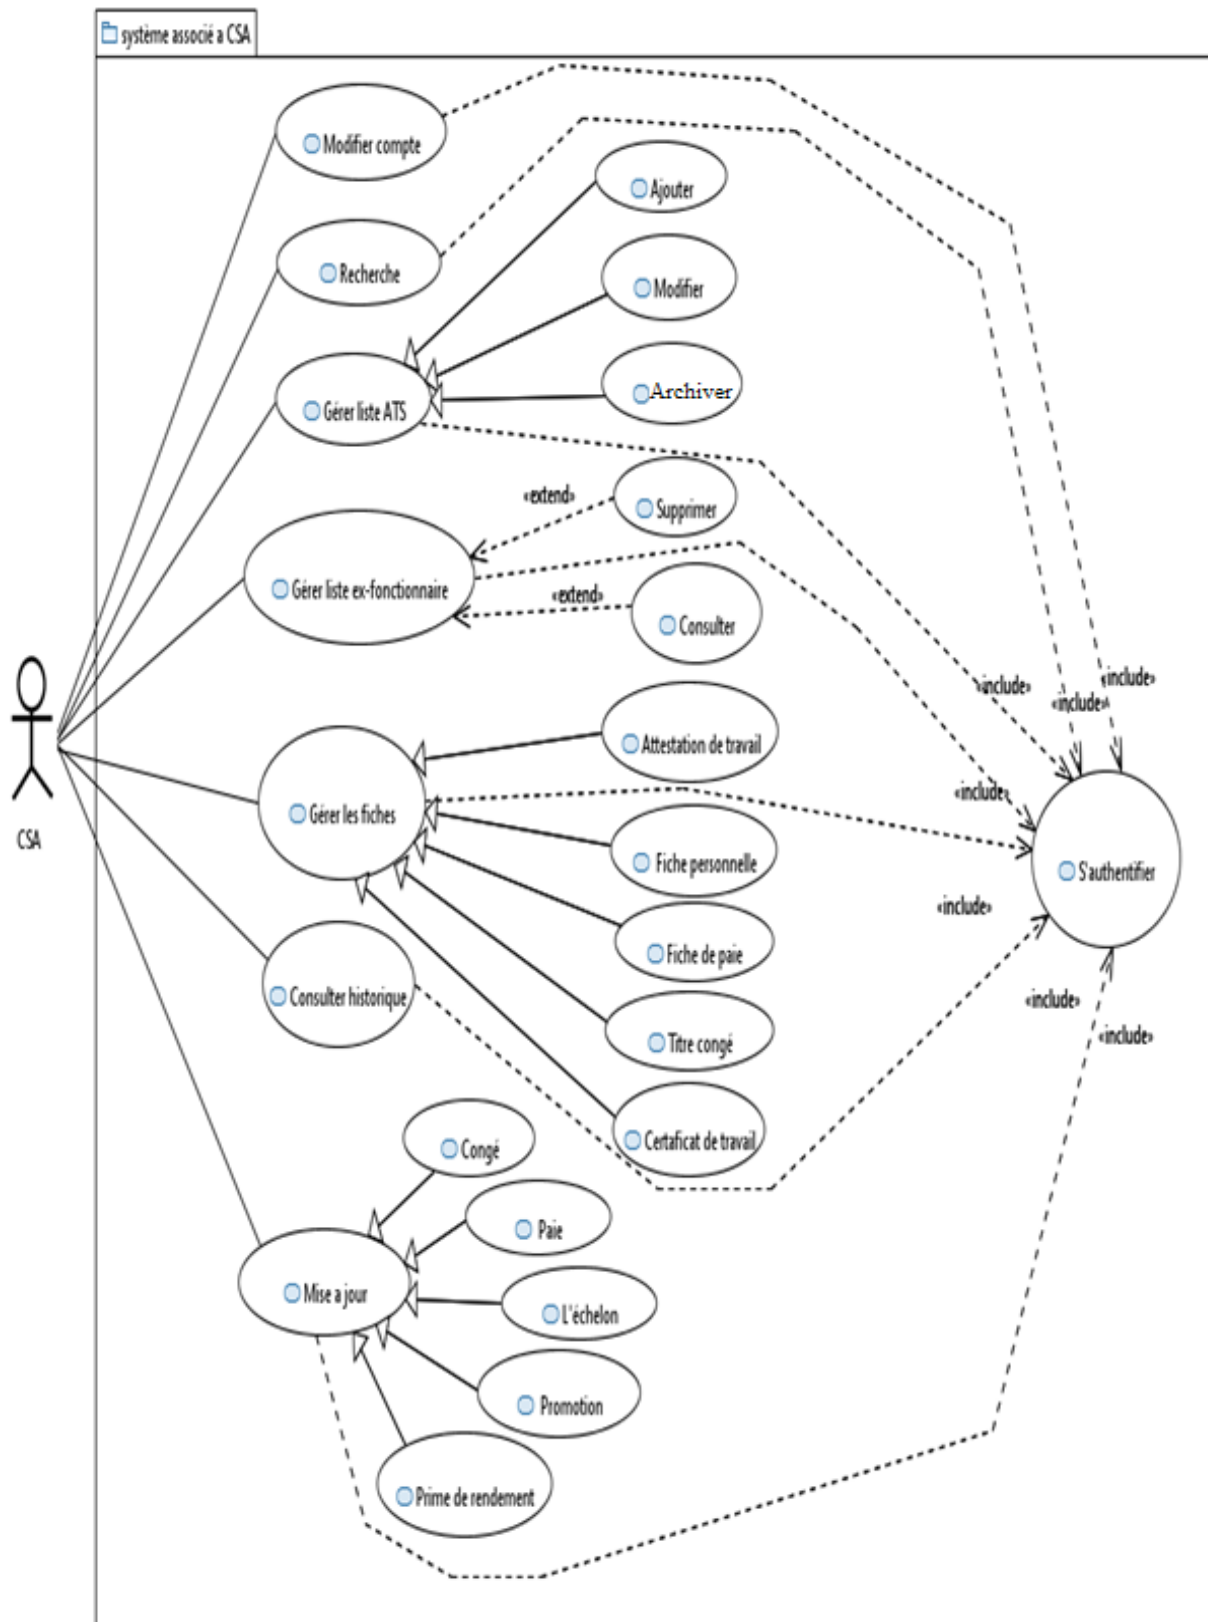 système associé a CSA
Modifier compte
Ajouter
Recherche
Modifier
Archiver
Gérer liste ATS
«extend»
Supprimer
Gérer liste ex-fonctionnaire
«extend»
Consulter
«include»
«include»
«include»
Attestation de travail
«include»
Gérer les fiches
CSA
Fiche personnelle
S'authentifier
«include»
Fiche de paie
Consulter historique
«include»
Titre congé
«include»
Certaficat de travail
Congé
Paie
Mise a jour
L'échelon
Promotion
Prime de rendement